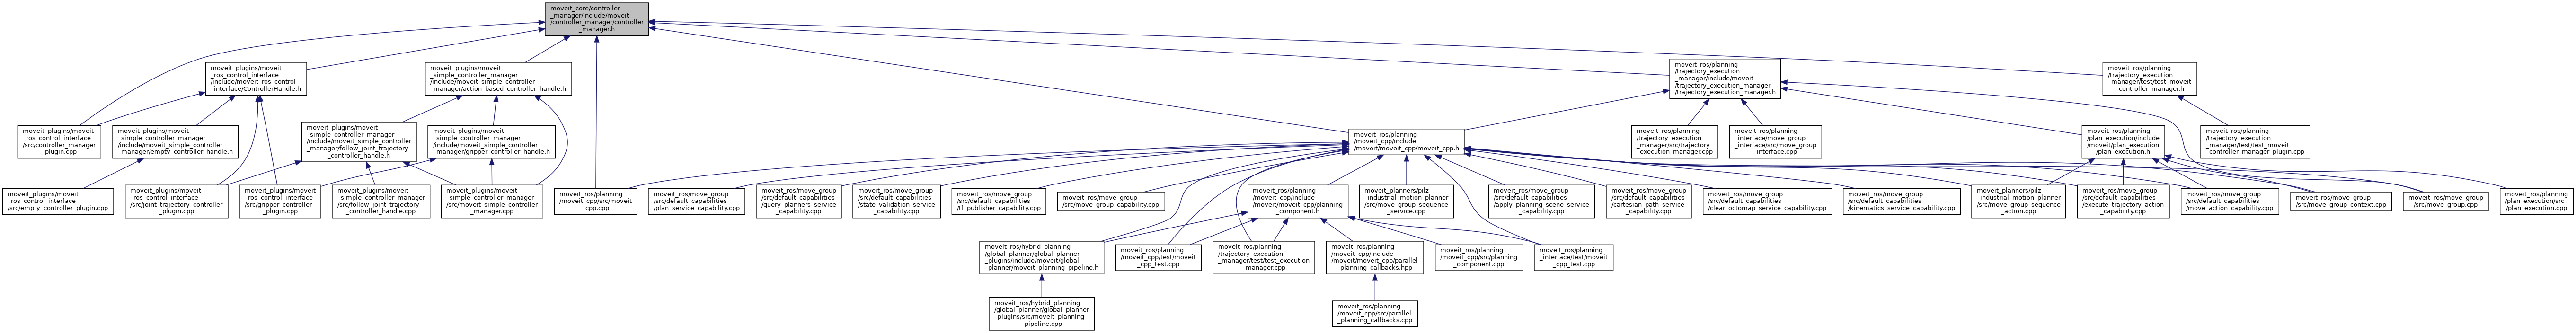 moveit_core/controller
_manager/include/moveit
/controller_manager/controller
_manager.h
moveit_plugins/moveit
_ros_control_interface
/include/moveit_ros_control
_interface/ControllerHandle.h
moveit_plugins/moveit
_simple_controller_manager
/include/moveit_simple_controller
_manager/action_based_controller_handle.h
moveit_ros/planning
/trajectory_execution
_manager/include/moveit
/trajectory_execution_manager
/trajectory_execution_manager.h
moveit_ros/planning
/trajectory_execution
_manager/test/test_moveit
_controller_manager.h
moveit_plugins/moveit
_ros_control_interface
/src/controller_manager
_plugin.cpp
moveit_plugins/moveit
_simple_controller_manager
/include/moveit_simple_controller
_manager/empty_controller_handle.h
moveit_plugins/moveit
_simple_controller_manager
/include/moveit_simple_controller
_manager/follow_joint_trajectory
_controller_handle.h
moveit_plugins/moveit
_simple_controller_manager
/include/moveit_simple_controller
_manager/gripper_controller_handle.h
moveit_ros/planning
/moveit_cpp/include
/moveit/moveit_cpp/moveit_cpp.h
moveit_ros/planning
/trajectory_execution
_manager/src/trajectory
_execution_manager.cpp
moveit_ros/planning
_interface/move_group
_interface/src/move_group
_interface.cpp
moveit_ros/planning
/plan_execution/include
/moveit/plan_execution
/plan_execution.h
moveit_ros/planning
/trajectory_execution
_manager/test/test_moveit
_controller_manager_plugin.cpp
moveit_plugins/moveit
_ros_control_interface
/src/empty_controller_plugin.cpp
moveit_plugins/moveit
_ros_control_interface
/src/joint_trajectory_controller
_plugin.cpp
moveit_plugins/moveit
_ros_control_interface
/src/gripper_controller
_plugin.cpp
moveit_plugins/moveit
_simple_controller_manager
/src/follow_joint_trajectory
_controller_handle.cpp
moveit_plugins/moveit
_simple_controller_manager
/src/moveit_simple_controller
_manager.cpp
moveit_ros/planning
/moveit_cpp/src/moveit
_cpp.cpp
moveit_ros/move_group
/src/default_capabilities
/plan_service_capability.cpp
moveit_ros/move_group
/src/default_capabilities
/query_planners_service
_capability.cpp
moveit_ros/move_group
/src/default_capabilities
/state_validation_service
_capability.cpp
moveit_ros/move_group
/src/default_capabilities
/tf_publisher_capability.cpp
moveit_ros/move_group
/src/move_group_capability.cpp
moveit_ros/planning
/moveit_cpp/include
/moveit/moveit_cpp/planning
_component.h
moveit_planners/pilz
_industrial_motion_planner
/src/move_group_sequence
_service.cpp
moveit_ros/move_group
/src/default_capabilities
/apply_planning_scene_service
_capability.cpp
moveit_ros/move_group
/src/default_capabilities
/cartesian_path_service
_capability.cpp
moveit_ros/move_group
/src/default_capabilities
/clear_octomap_service_capability.cpp
moveit_ros/move_group
/src/default_capabilities
/kinematics_service_capability.cpp
moveit_planners/pilz
_industrial_motion_planner
/src/move_group_sequence
_action.cpp
moveit_ros/move_group
/src/default_capabilities
/execute_trajectory_action
_capability.cpp
moveit_ros/move_group
/src/default_capabilities
/move_action_capability.cpp
moveit_ros/move_group
/src/move_group_context.cpp
moveit_ros/move_group
/src/move_group.cpp
moveit_ros/planning
/plan_execution/src
/plan_execution.cpp
moveit_ros/hybrid_planning
/global_planner/global_planner
_plugins/include/moveit/global
_planner/moveit_planning_pipeline.h
moveit_ros/planning
/moveit_cpp/test/moveit
_cpp_test.cpp
moveit_ros/planning
/trajectory_execution
_manager/test/test_execution
_manager.cpp
moveit_ros/planning
/moveit_cpp/include
/moveit/moveit_cpp/parallel
_planning_callbacks.hpp
moveit_ros/planning
/moveit_cpp/src/planning
_component.cpp
moveit_ros/planning
_interface/test/moveit
_cpp_test.cpp
moveit_ros/hybrid_planning
/global_planner/global_planner
_plugins/src/moveit_planning
_pipeline.cpp
moveit_ros/planning
/moveit_cpp/src/parallel
_planning_callbacks.cpp